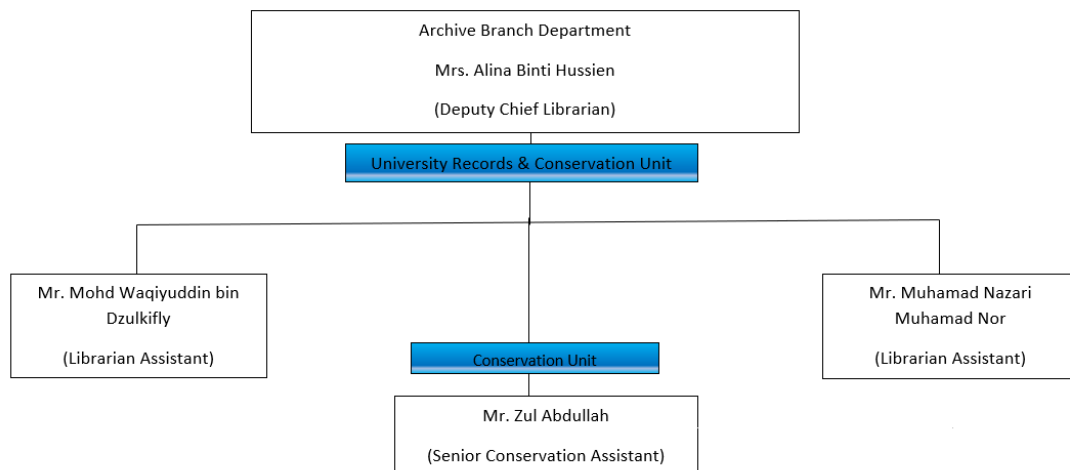 Archive Branch Department
Mrs. Alina Binti Hussien
(Deputy Chief Librarian)
University Records & Conservation Unit
Mr. Mohd Waqiyuddin bin
Dzulkifly
(Librarian Assistant)
Mr. Muhamad Nazari
Muhamad Nor
(Librarian Assistant)
Conservation Unit
Mr. Zul Abdullah
(Senior Conservation Assistant)